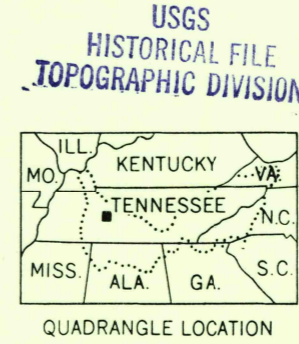 USGS
HISTORICAL FILE
TOPOGRAPHIC DIVISION
ILL.
MO.
KENTUCKY
VA.
TENNESSEE
N.C.
MISS.
ALA.
GA.
S.C.
QUADRANGLE LOCATION